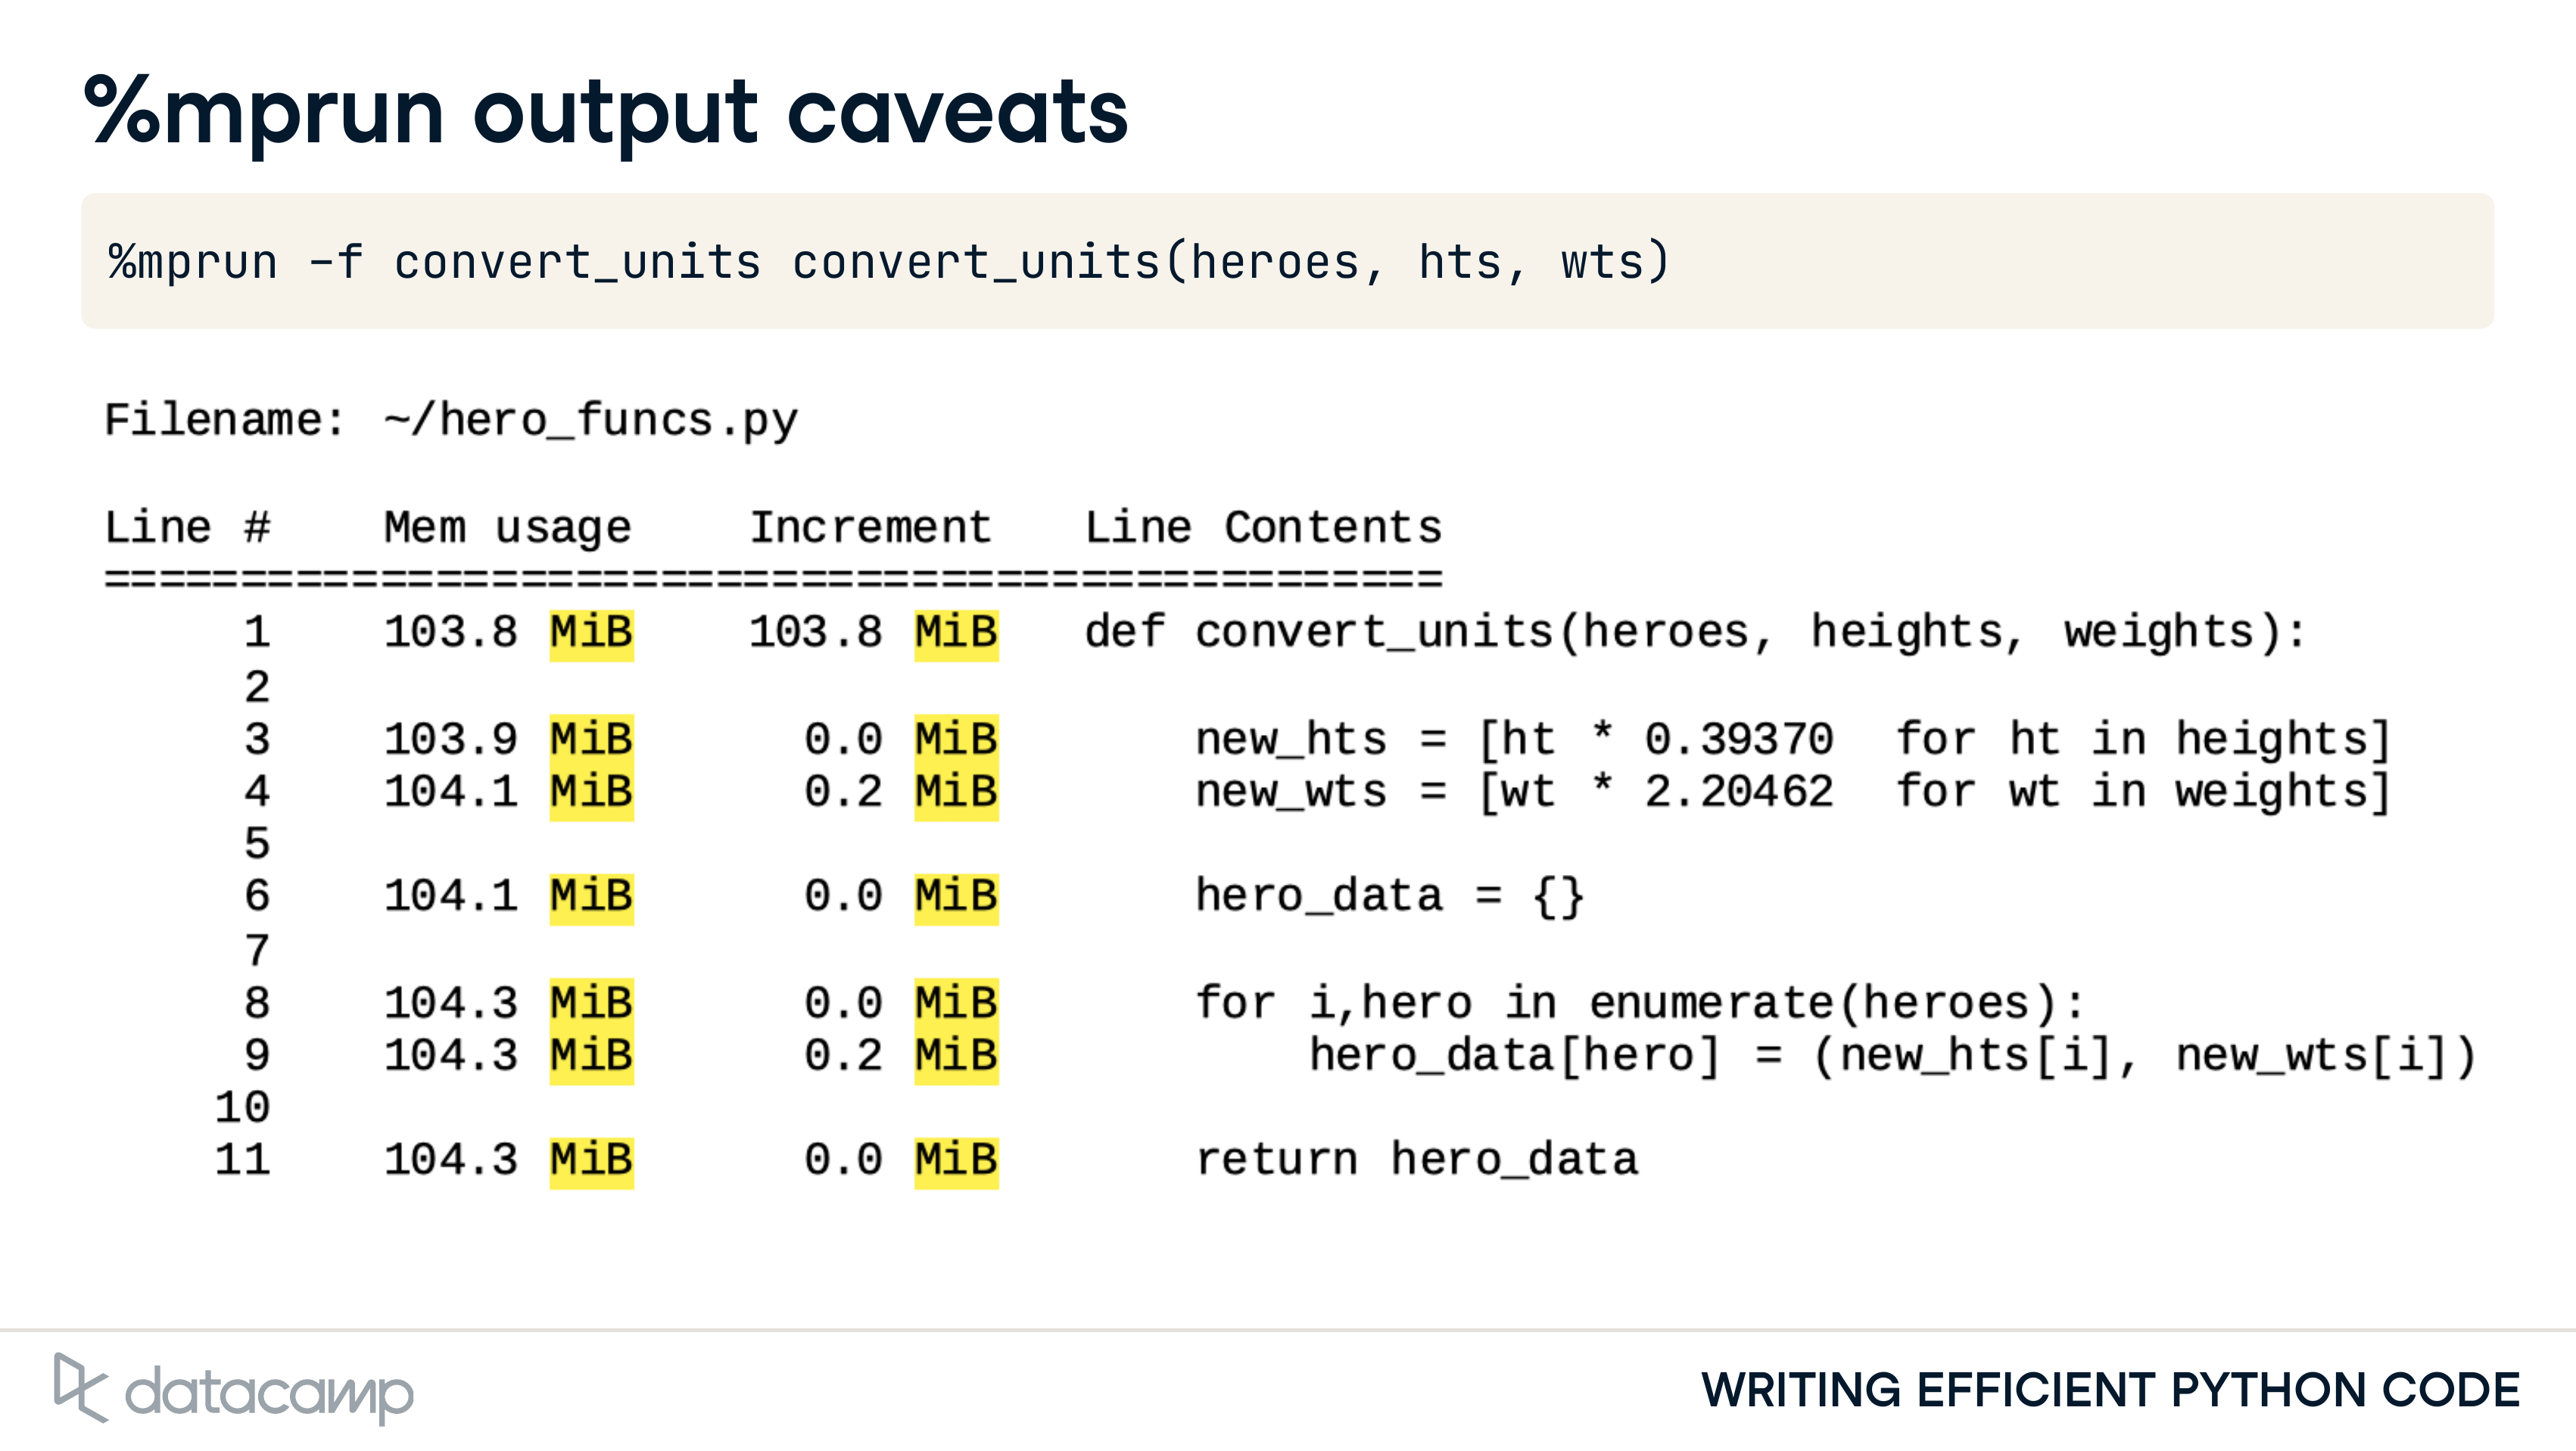 %mprun output caveats
%mprun -f convert_units convert_units(heroes, hts, wts)
Filename: ~/hero_funcs.py
Line #    Mem usage    Increment   Line Contents
================================================
1    103.8 MiB    103.8 MiB   def convert_units(heroes, heights, weights):
2
3    103.9 MiB      0.0 MiB       new_hts = [ht * 0.39370  for ht in heights]
4    104.1 MiB      0.2 MiB       new_wts = [wt * 2.20462  for wt in weights]
5
6    104.1 MiB      0.0 MiB       hero_data = {}
7
8    104.3 MiB      0.0 MiB       for i,hero in enumerate(heroes):
9    104.3 MiB      0.2 MiB           hero_data[hero] = (new_hts[i], new_wts[i])
10
11    104.3 MiB      0.0 MiB       return hero_data
datacamp
WRITING EFFICIENT PYTHON CODE